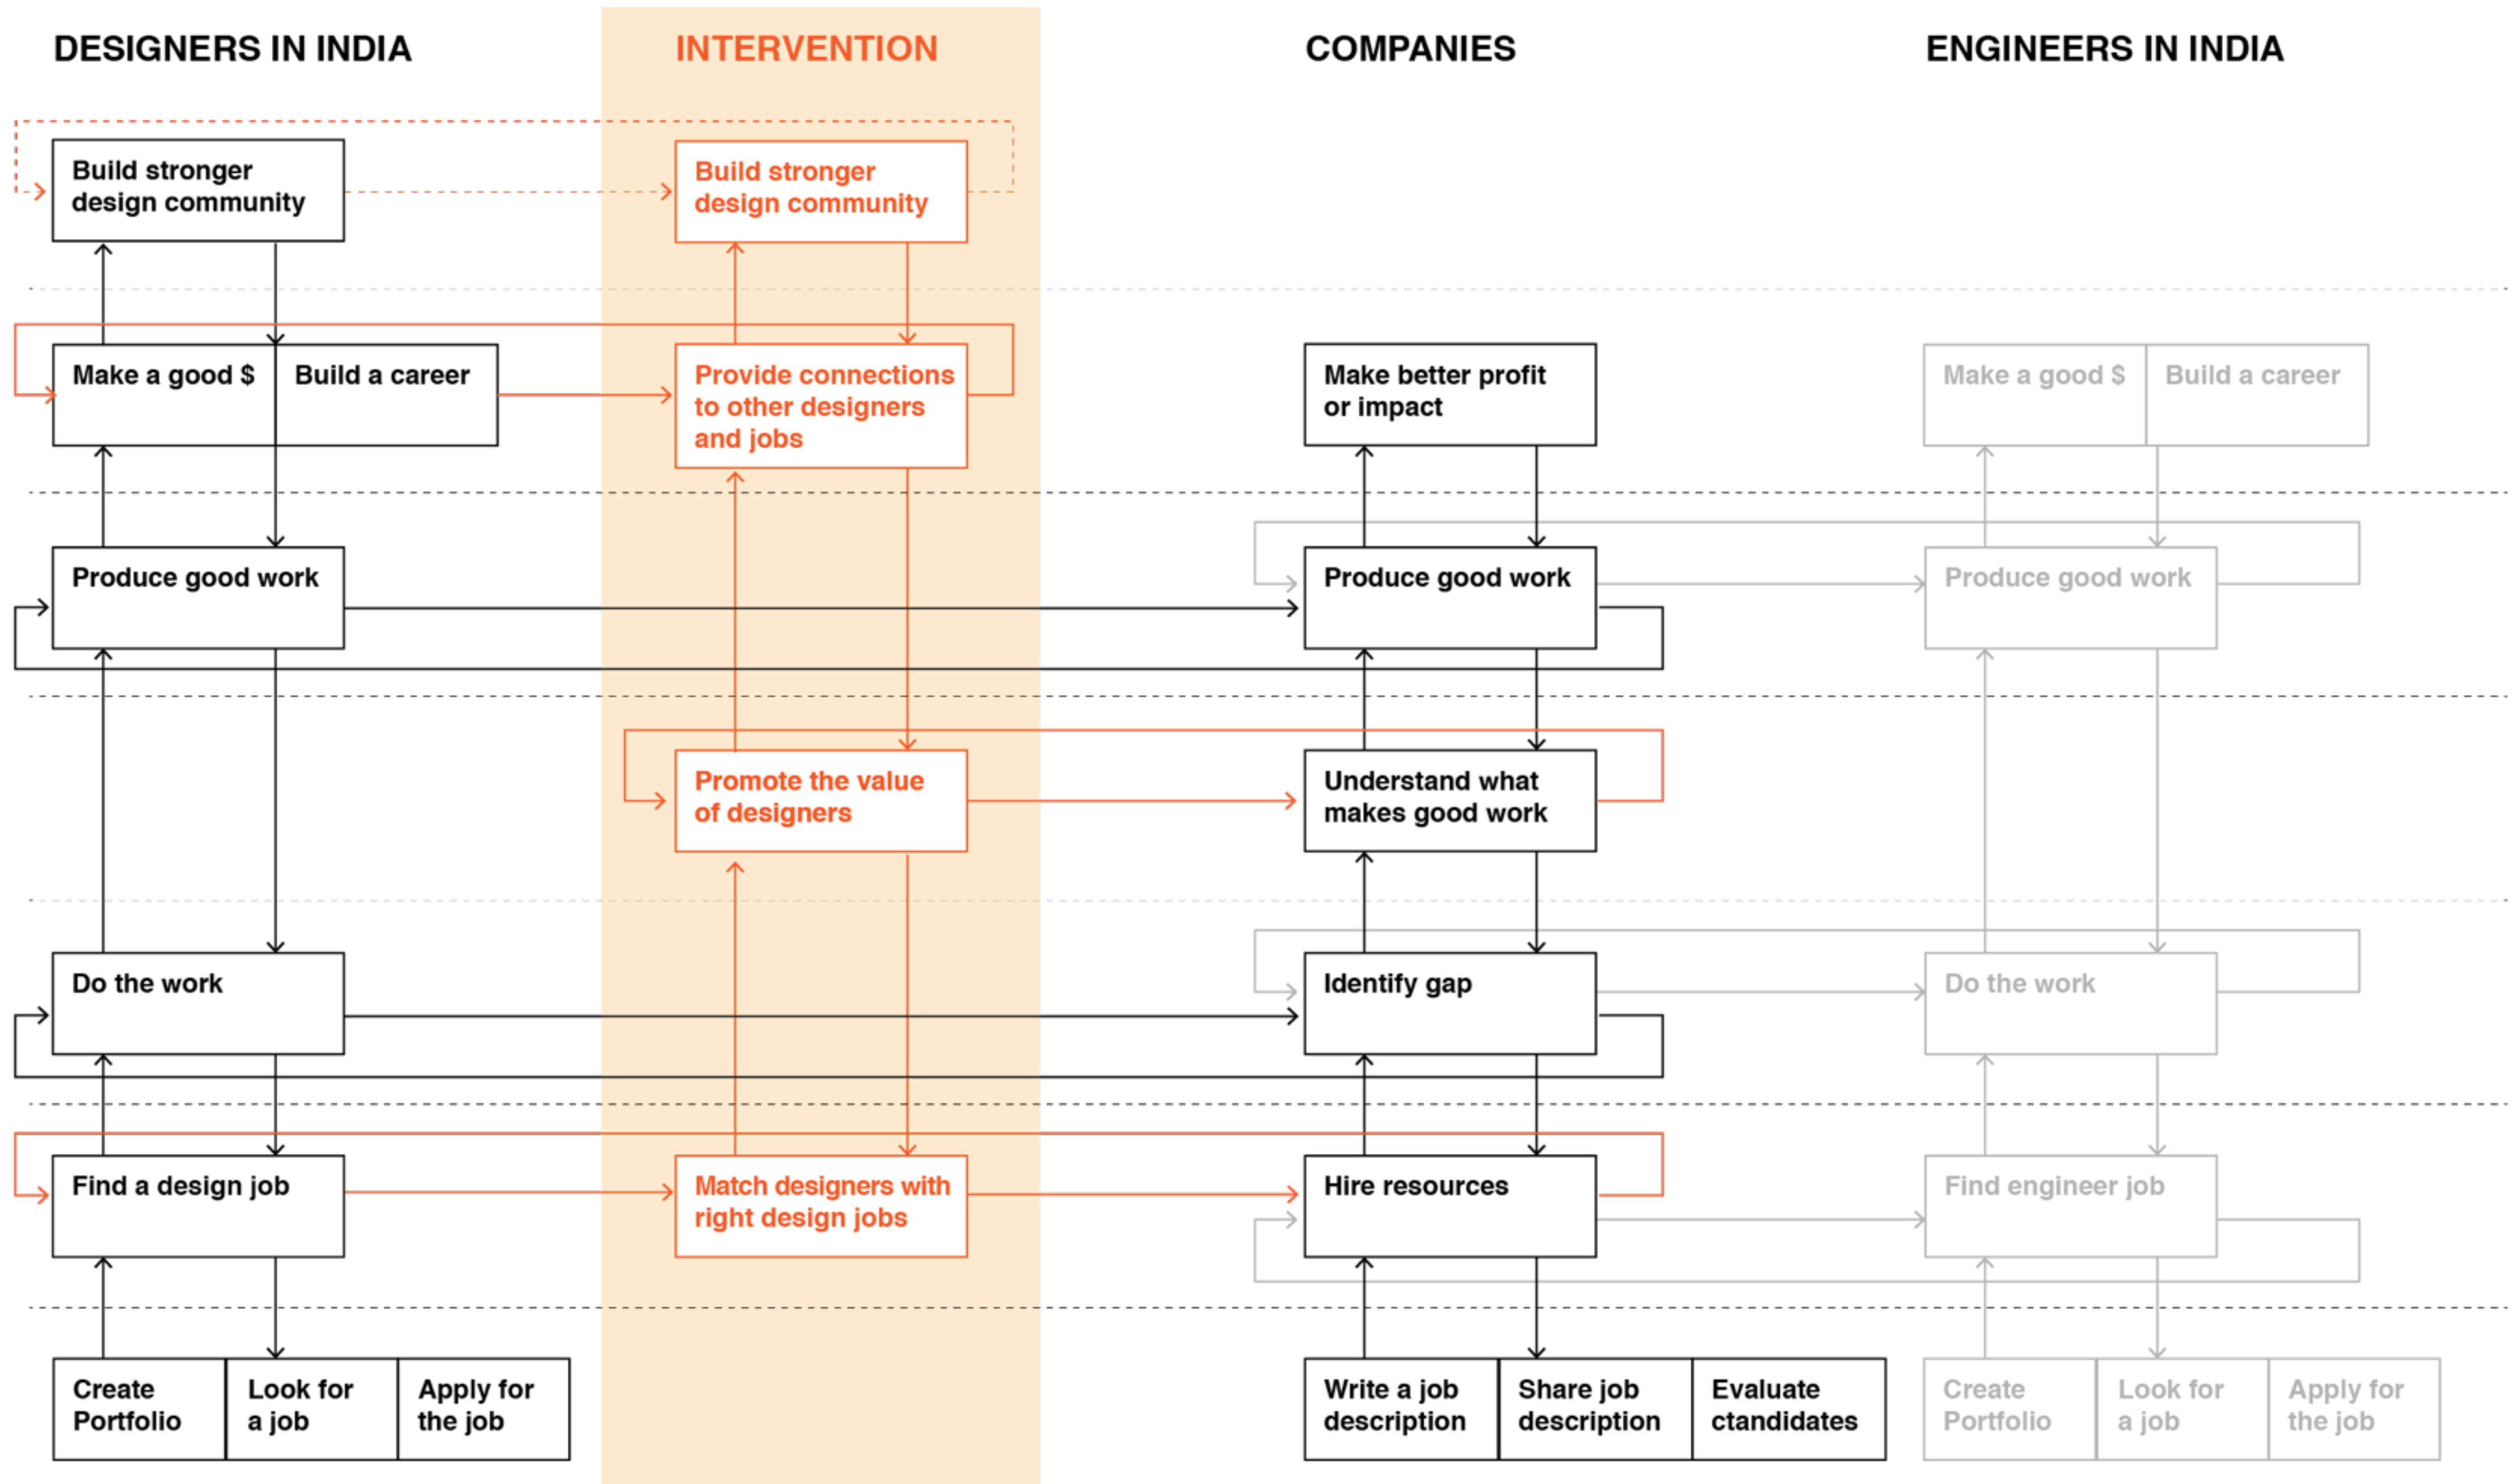 DESIGNERS IN INDIA
INTERVENTION
COMPANIES
ENGINEERS IN INDIA
Build stronger
design community
Build stronger
design community
Make a good $
Build a career
Provide connections
to other designers
and jobs
Make better profit
or impact
Make a good $
Build a career
Produce good work
Produce good work
Produce good work
Promote the value
of designers
Understand what
makes good work
Do the work
Identify gap
Do the work
Find a design job
Match designers with
right design jobs
Hire resources
Find engineer job
Create
Portfolio
Look for
a job
Apply for
the job
Write a job
description
Share job
description
Evaluate
ctandidates
Create
Portfolio
Look for
a job
Apply for
the job